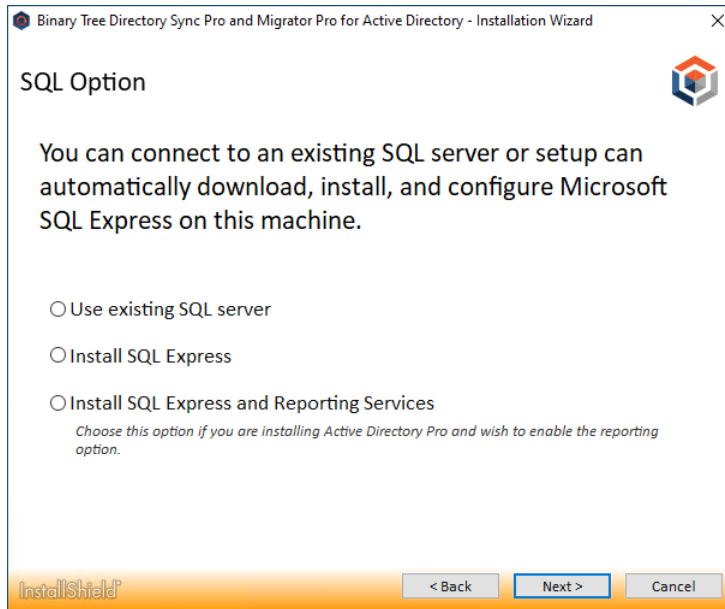 Binary Tree Directory Sync Pro and Migrator Pro for Active Directory - Installation Wizard
SQL Option
You can connect to an existing SQL server or setup can
automatically download, install, and configure Microsoft
SQL Express on this machine.
Use existing SQL server
Install SQL Express
Install SQL Express and Reporting Services
Choose this option if you are installing Active Directory Pro and wish to enable the reporting
option.
InstallShield
< Back Next > Cancel